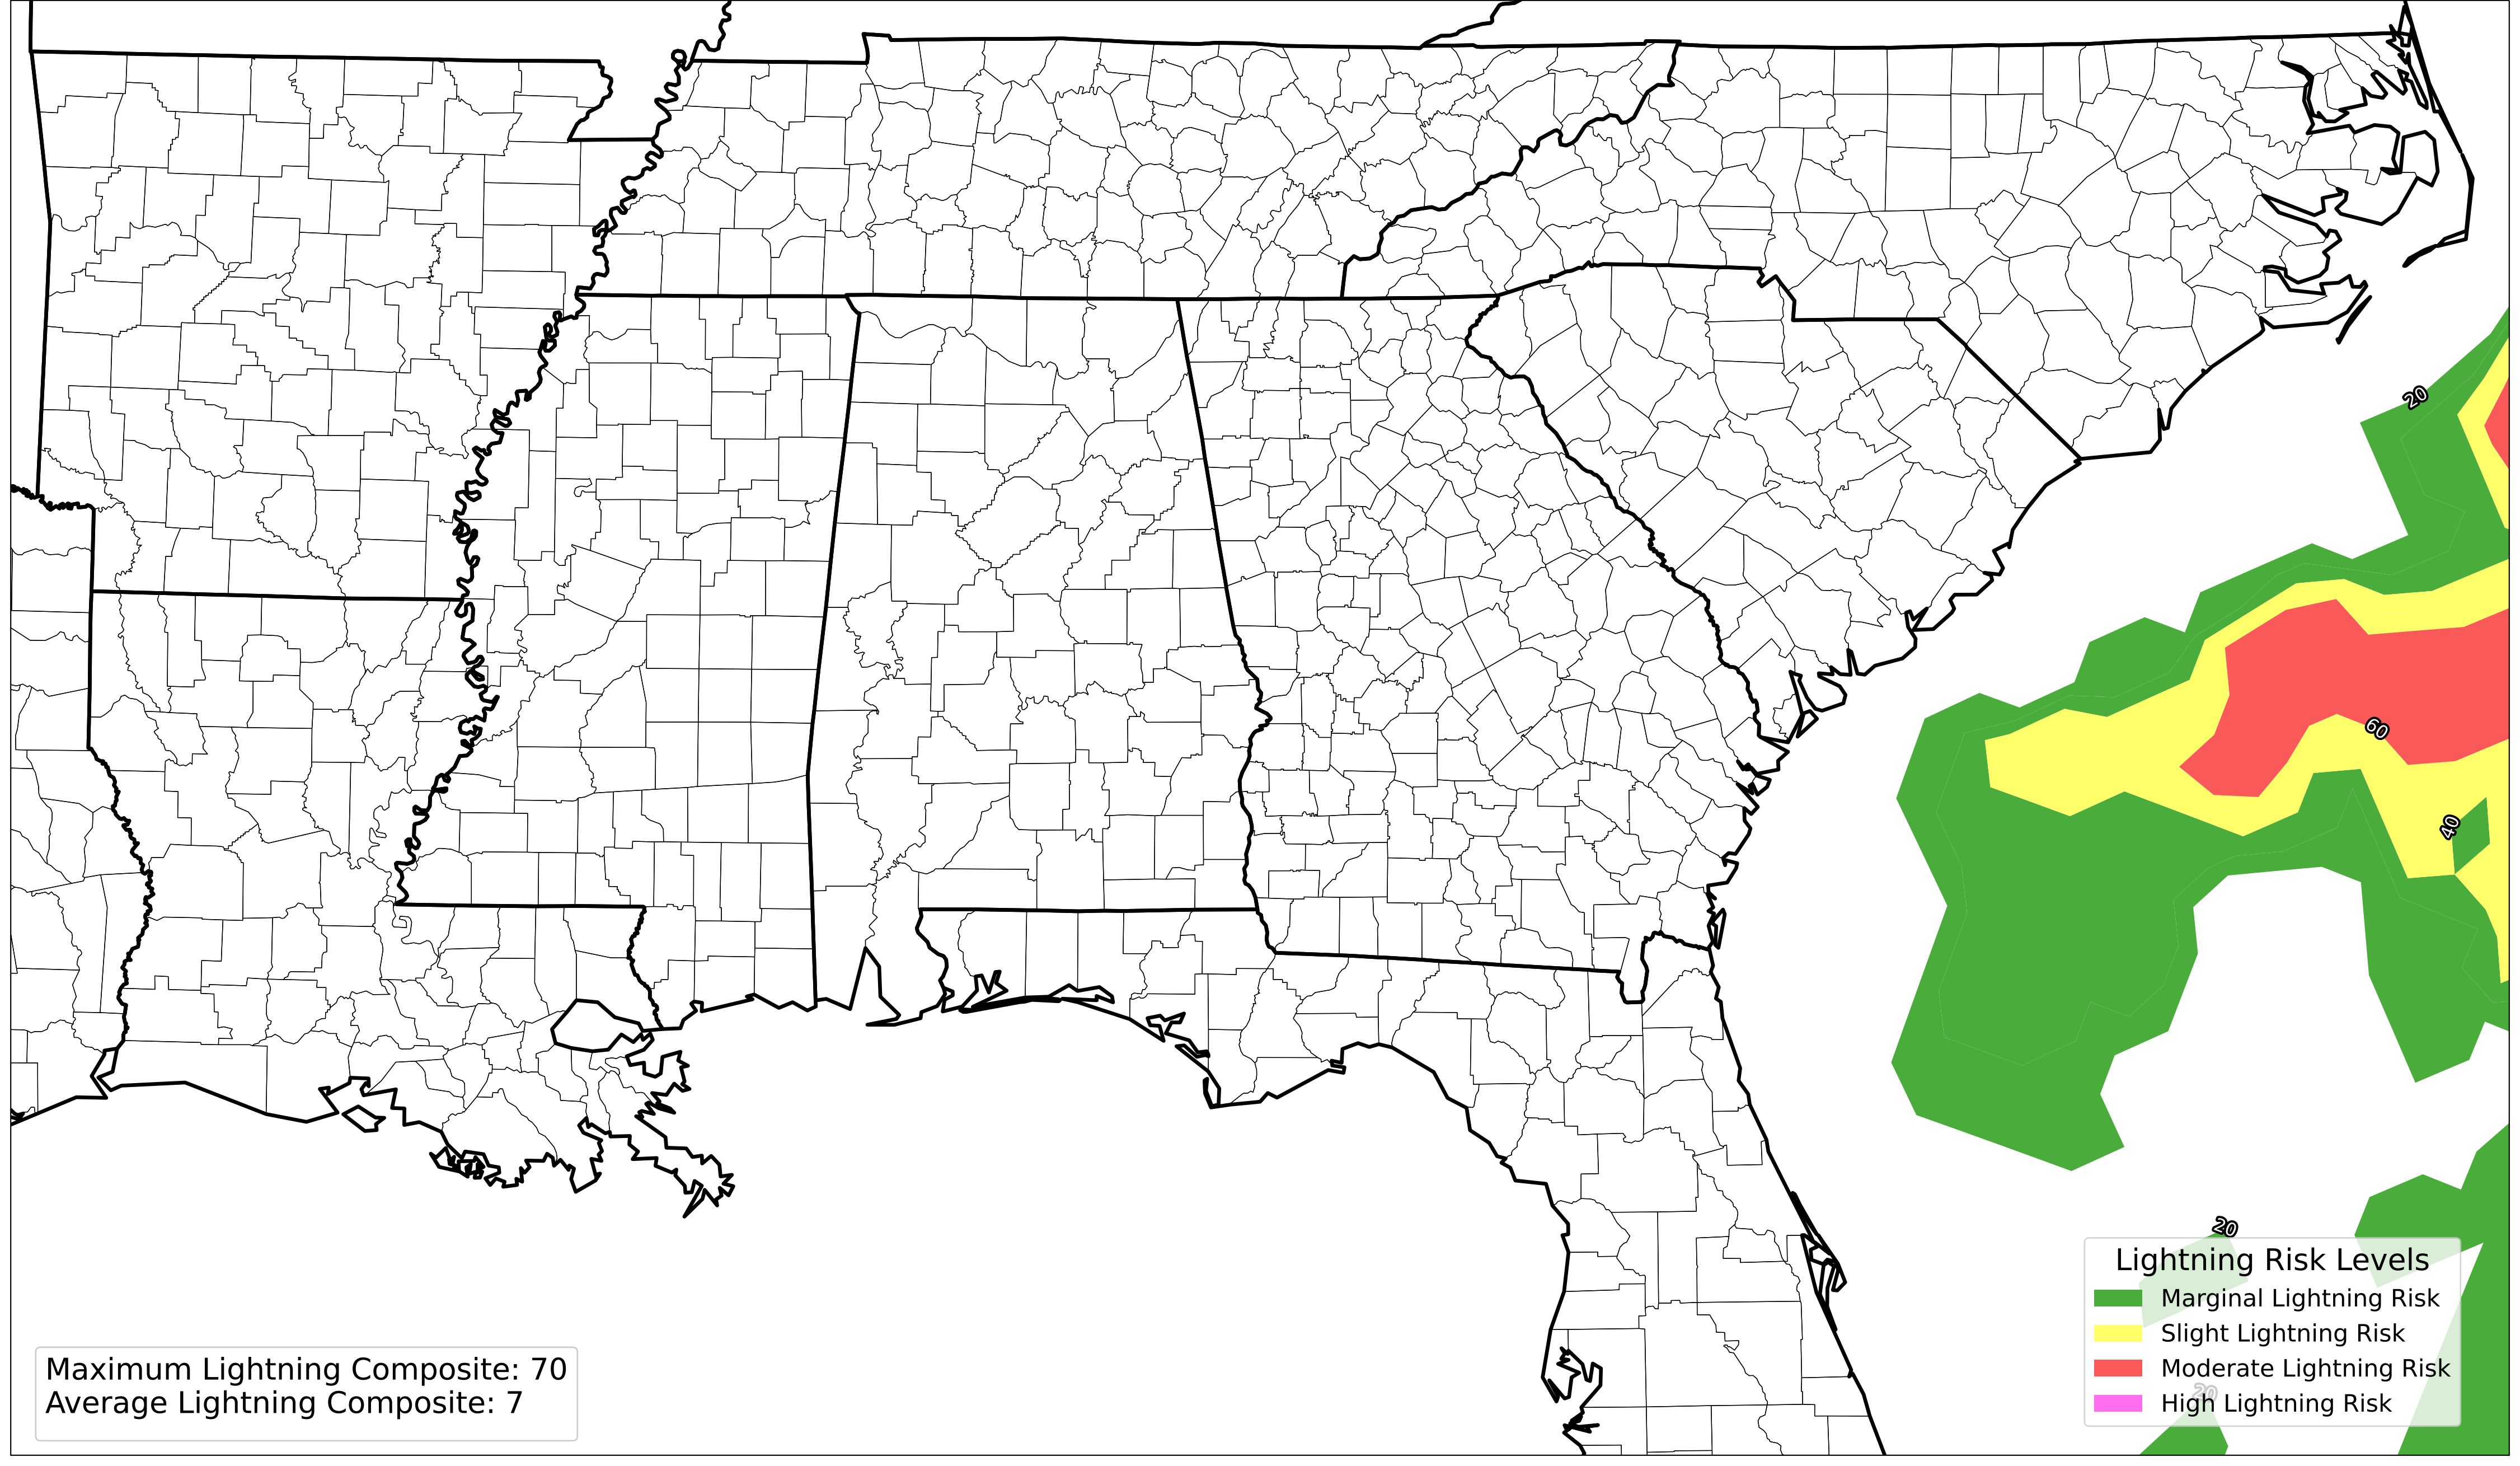 20
60
40
20
Lightning Risk Levels
Marginal Lightning Risk
Slight Lightning Risk
Moderate Lightning Risk
20
High Lightning Risk
Maximum Lightning Composite: 70
Average Lightning Composite: 7